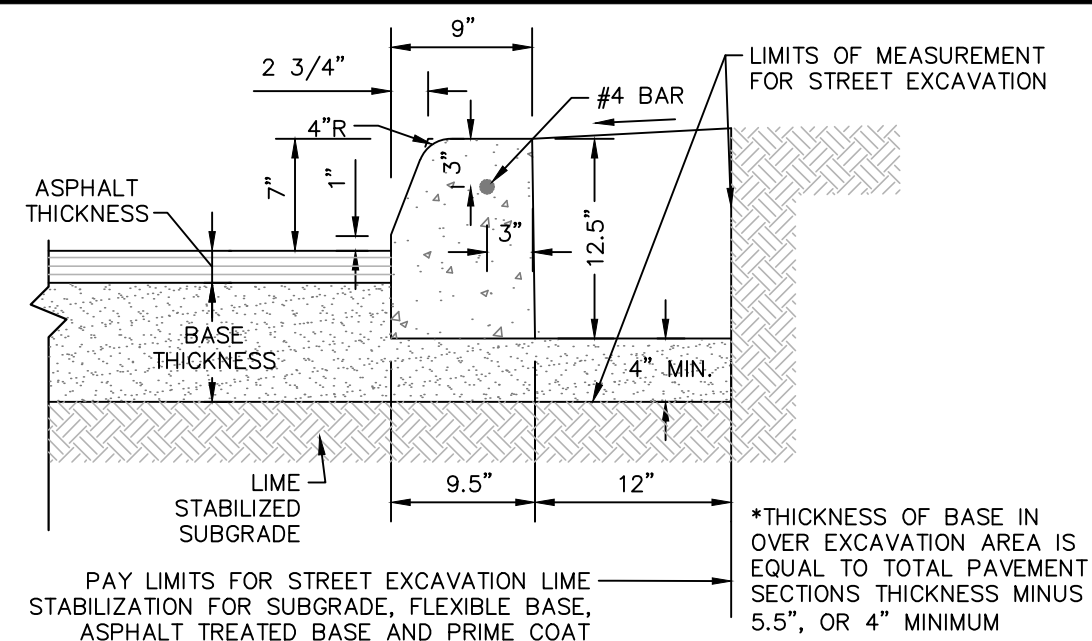 9”
2 3/4”
LIMITS OF MEASUREMENT
FOR STREET EXCAVATION
#4 BAR
4”R
3”
7”
1”
ASPHALT
THICKNESS
3”
12.5”
BASE
THICKNESS
4” MIN.
LIME
STABILIZED
SUBGRADE
9.5”
12”
*THICKNESS OF BASE IN
OVER EXCAVATION AREA IS
EQUAL TO TOTAL PAVEMENT
SECTIONS THICKNESS MINUS
5.5”, OR 4” MINIMUM
PAY LIMITS FOR STREET EXCAVATION LIME
STABILIZATION FOR SUBGRADE, FLEXIBLE BASE,
ASPHALT TREATED BASE AND PRIME COAT